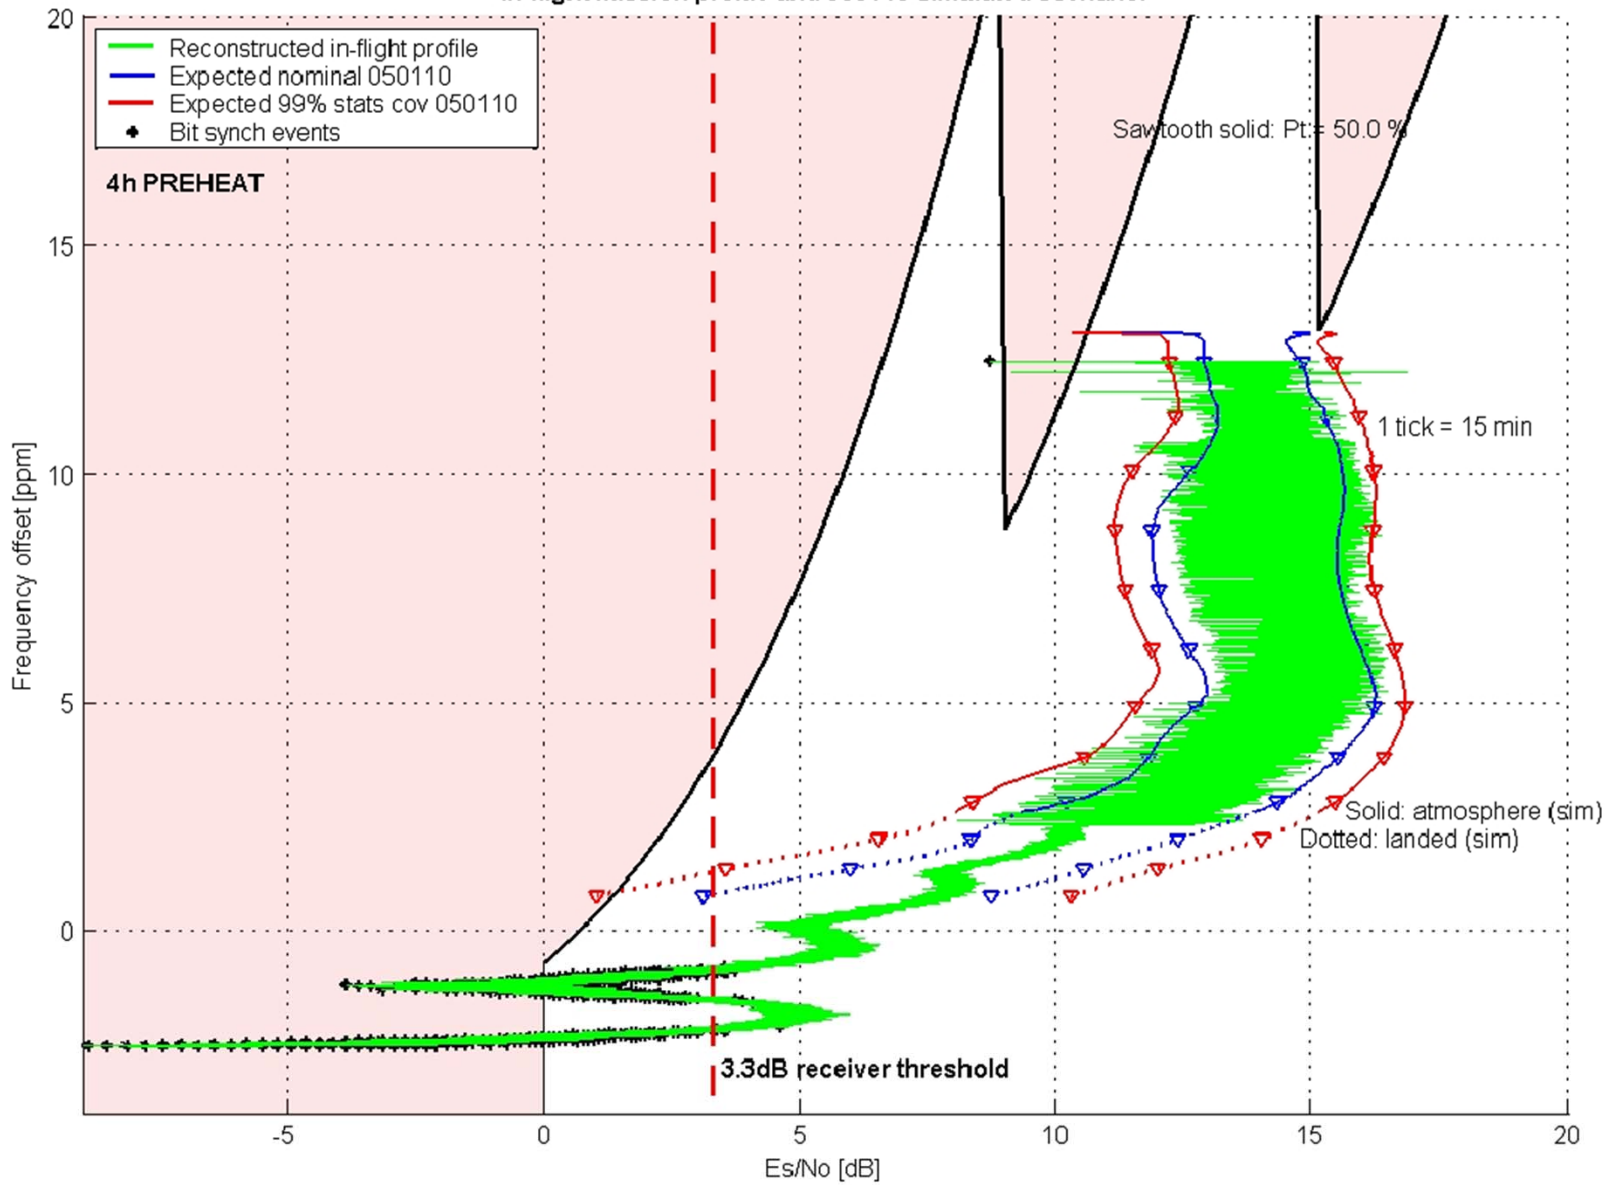 20
Reconstructed in-flight profile
Expected nominal 050110
Expected 99% stats cov 050110
Bit synch events
Sawtooth solid: Pt = 50.0 %
4h PREHEAT
15
1 tick = 15 min
10
Frequency offset [ppm]
5
Solid: atmosphere (sim)
Dotted: landed (sim)
0
3.3dB receiver threshold
-5 0 5 10 15 20
Es/No [dB]